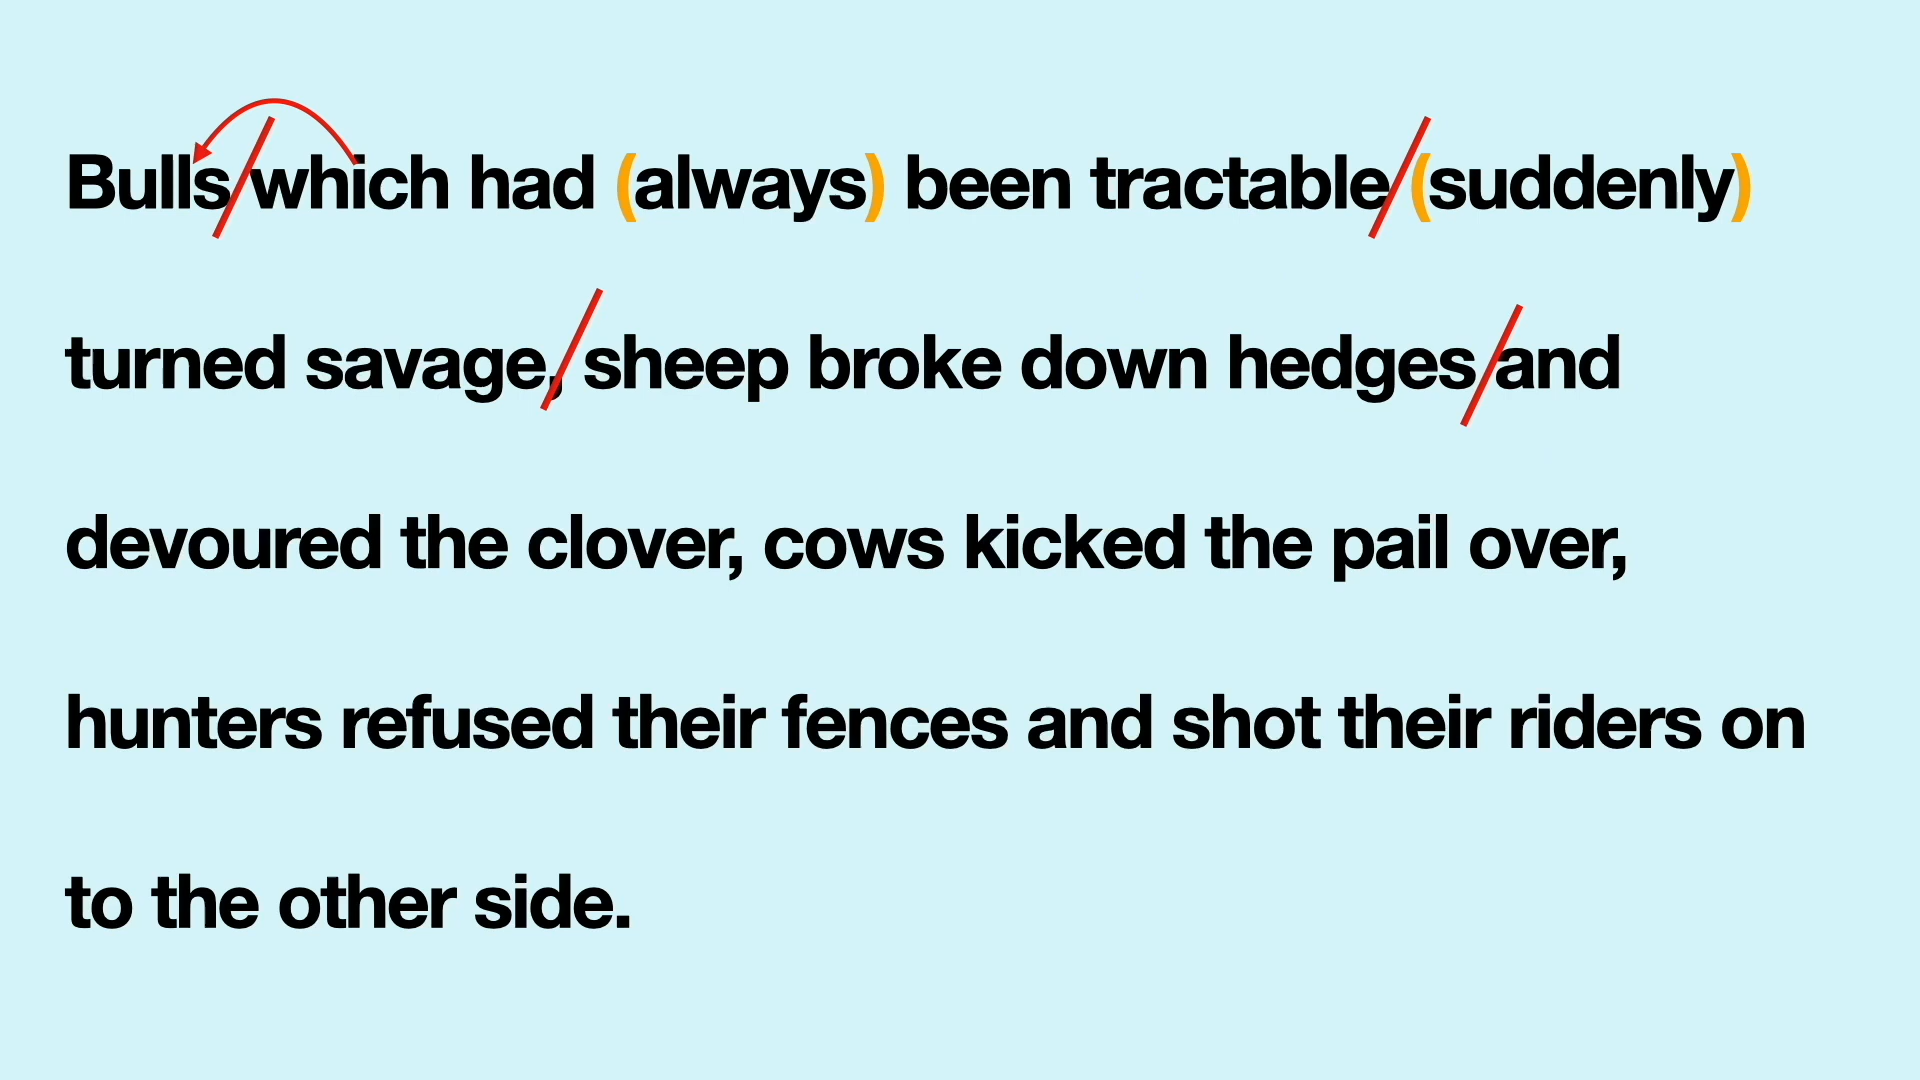 Bulls/which had (always) been tractable/(suddenly)
turned savage,/sheep broke down hedges/and
devoured the clover, cows kicked the pail over,
hunters refused their fences and shot their riders on
to the other side.